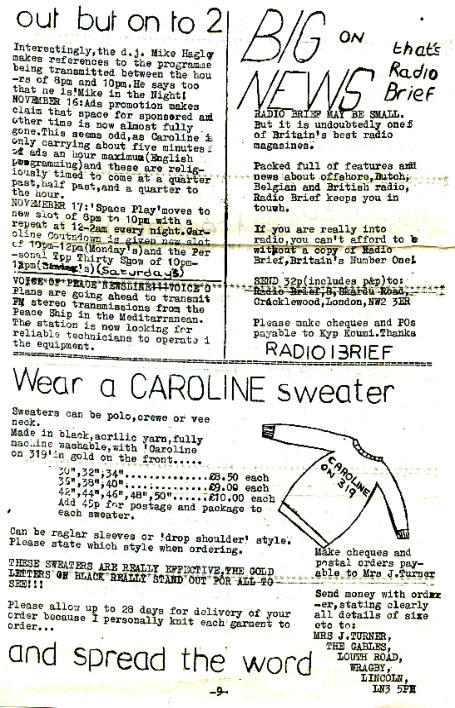 out but on to 2
Interestingly,the d.j. Mike Hagly
makes references to the programme
being transmitted between the hou
-rs of 8pm and 10pm.He says too
that he is'Mike in the Night!
NOVEMBER 16:Ads promotion makes
claim that space for sponsored and
other time is now almost fully
gone.This seems odd,as Caroline i
only carrying about five minutes
of ads an hour maximum(English
programming)and these are relig-
iously timed to come at a quarter
past,half past,and a quarter to
the hour.
NOVEMBER 17:'Space Play'moves to
new slot of 8pm to 10pm with a
repeat at 12-2am every night.Car-
oline Countdown is given new slot
of 10pm-12pm(Monday's)and the Per
-sonal Top Thirty Show of 10pm-
12pm( 's)(Saturdays)
VOICE OF PEACE NEWSLINE!!!!VOICE O
Plans are going ahead to transmit
FM stereo transmissions from the
Peace Ship in the Mediterranean.
The station is now looking for
reliable technicians to operate i
the equipment.
BIG ON that's
NEWS Radio
Brief
RADIO BRIEF MAY BE SMALL.
But it is undoubtedly one of
of Britain's best radio
magasines.
Packed full of features and
news about offshore,Dutch,
Belgian and British radio,
Radio Brief keeps you in
touch.
If you are really into
radio,you can't afford to b
without a copy of Radio
Brief,Britain's Number One!
SEND 32p(includes p&p)to:
Radio Brief,8,Skardu Road,
Cricklewood,London,NW2 3ER
Please make cheques and POs
payable to Kyp Koumi.Thanks
RADIO BRIEF
Wear a CAROLINE sweater
Sweaters can be polo,crewe or vee
neck.
Made in black,acrilic yarn,fully
machine washable,with 'Caroline
on 319'in gold on the front.....
30",32",34"..............£8.50 each
36",38",40"..............£9.00 each
42",44",46",48",50"......£10.00 each
Add 45p for postage and package to
each sweater.
CAROLINE
ON 319
Can be raglar sleeves or 'drop shoulder' style.
Please state which style when ordering.
THESE SWEATERS ARE REALLY EFFECTIVE,THE GOLD
LETTERS ON BLACK REALLY STAND OUT FOR ALL TO
SEE!!!
Please allow up to 28 days for delivery of your
order because I personally knit each garment to
order...
Make cheques and
postal orders pay-
able to Mrs J.Turner
Send money with order
-er,stating clearly
all details of size
etc to:
MRS J.TURNER,
THE GABLES,
LOUTH ROAD,
WRAGBY,
LINCOLN,
LN3 5PH
and spread the word
-9-